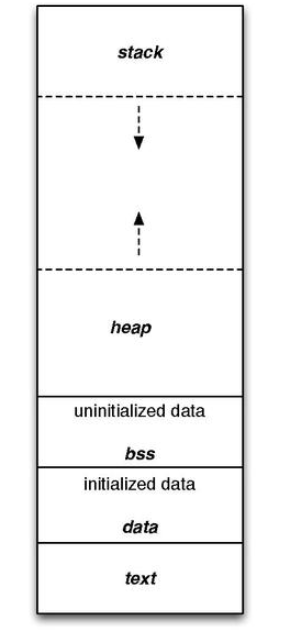 stack
heap
uninitialized data
bss
initialized data
data
text